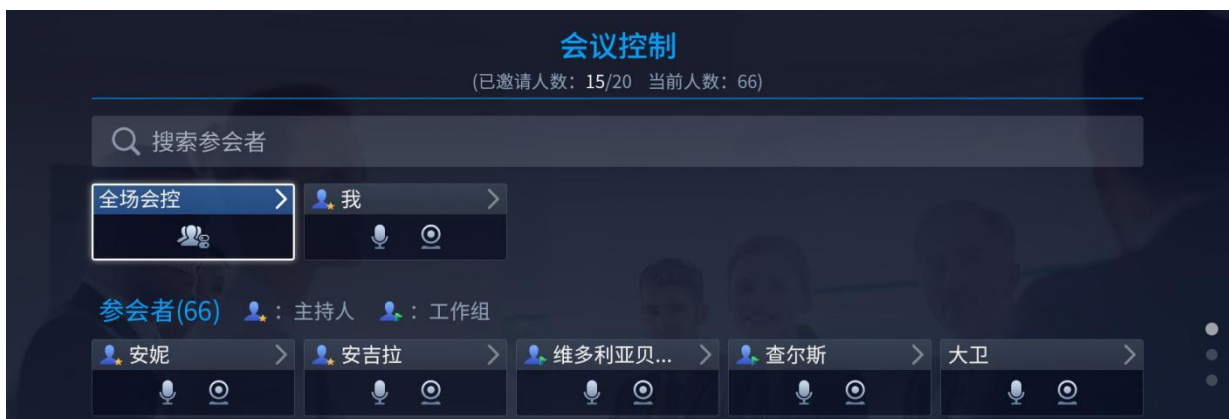 会议控制
(已邀请人数：15/20 当前人数：66)
搜索参会者
全场会控
我
参会者(66) ：主持人 ：工作组
安妮
安吉拉
维多利亚贝...
查尔斯
大卫